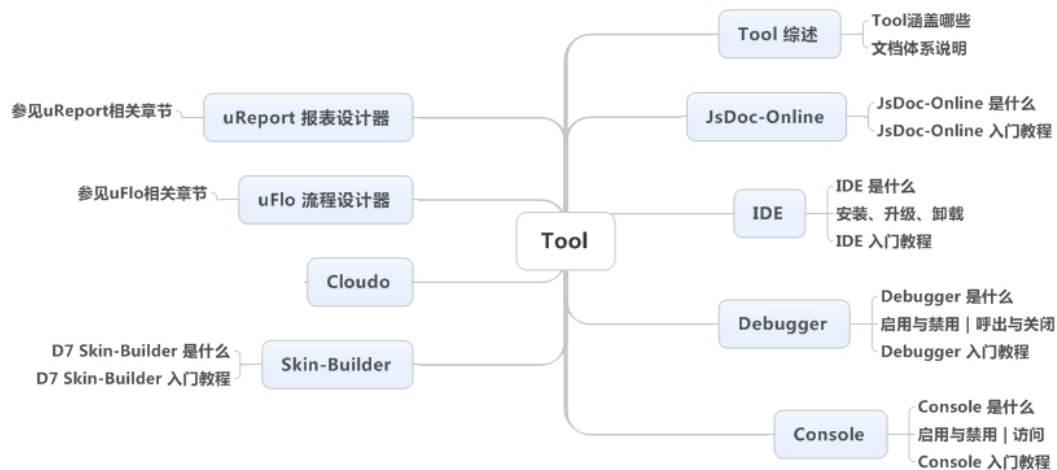 Tool
Tool 综述
Tool涵盖哪些
文档体系说明
JsDoc-Online
JsDoc-Online 是什么
JsDoc-Online 入门教程
IDE
IDE 是什么
安装、升级、卸载
IDE 入门教程
Debugger
Debugger 是什么
启用与禁用 | 呼出与关闭
Debugger 入门教程
Console
Console 是什么
启用与禁用 | 访问
Console 入门教程
uReport 报表设计器
参见uReport相关章节
uFlo 流程设计器
参见uFlo相关章节
Cloudo
Skin-Builder
D7 Skin-Builder 是什么
D7 Skin-Builder 入门教程